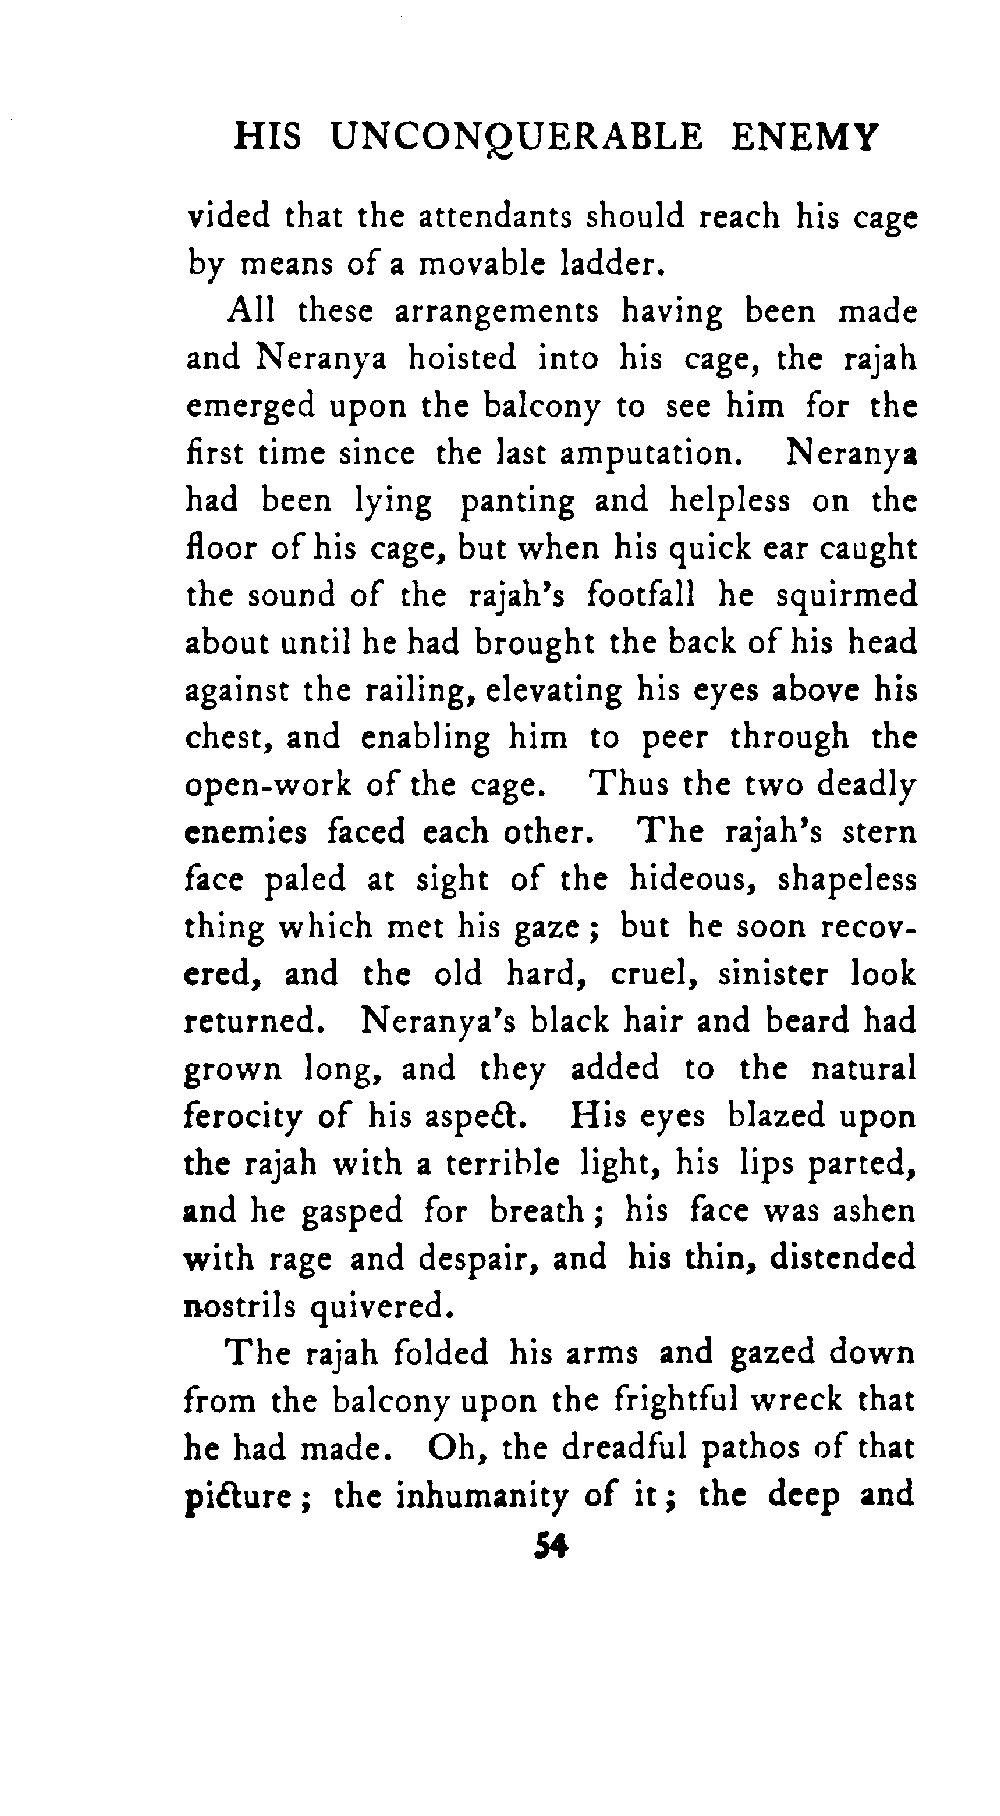 HIS UNCONQUERABLE ENEMY
vided that the attendants should reach his cage
by means of a movable ladder.
All these arrangements having been made
and Neranya hoisted into his cage, the rajah
emerged upon the balcony to see him for the
first time since the last amputation. Neranya
had been lying panting and helpless on the
floor of his cage, but when his quick ear caught
the sound of the rajah's footfall he squirmed
about until he had brought the back of his head
against the railing, elevating his eyes above his
chest, and enabling him to peer through the
open-work of the cage. Thus the two deadly
enemies faced each other. The rajah's stern
face paled at sight of the hideous, shapeless
thing which met his gaze; but he soon recov-
ered, and the old hard, cruel, sinister look
returned. Neranya's black hair and beard had
grown long, and they added to the natural
ferocity of his aspect. His eyes blazed upon
the rajah with a terrible light, his lips parted,
and he gasped for breath; his face was ashen
with rage and despair, and his thin, distended
nostrils quivered.
The rajah folded his arms and gazed down
from the balcony upon the frightful wreck that
he had made. Oh, the dreadful pathos of that
picture; the inhumanity of it; the deep and
54